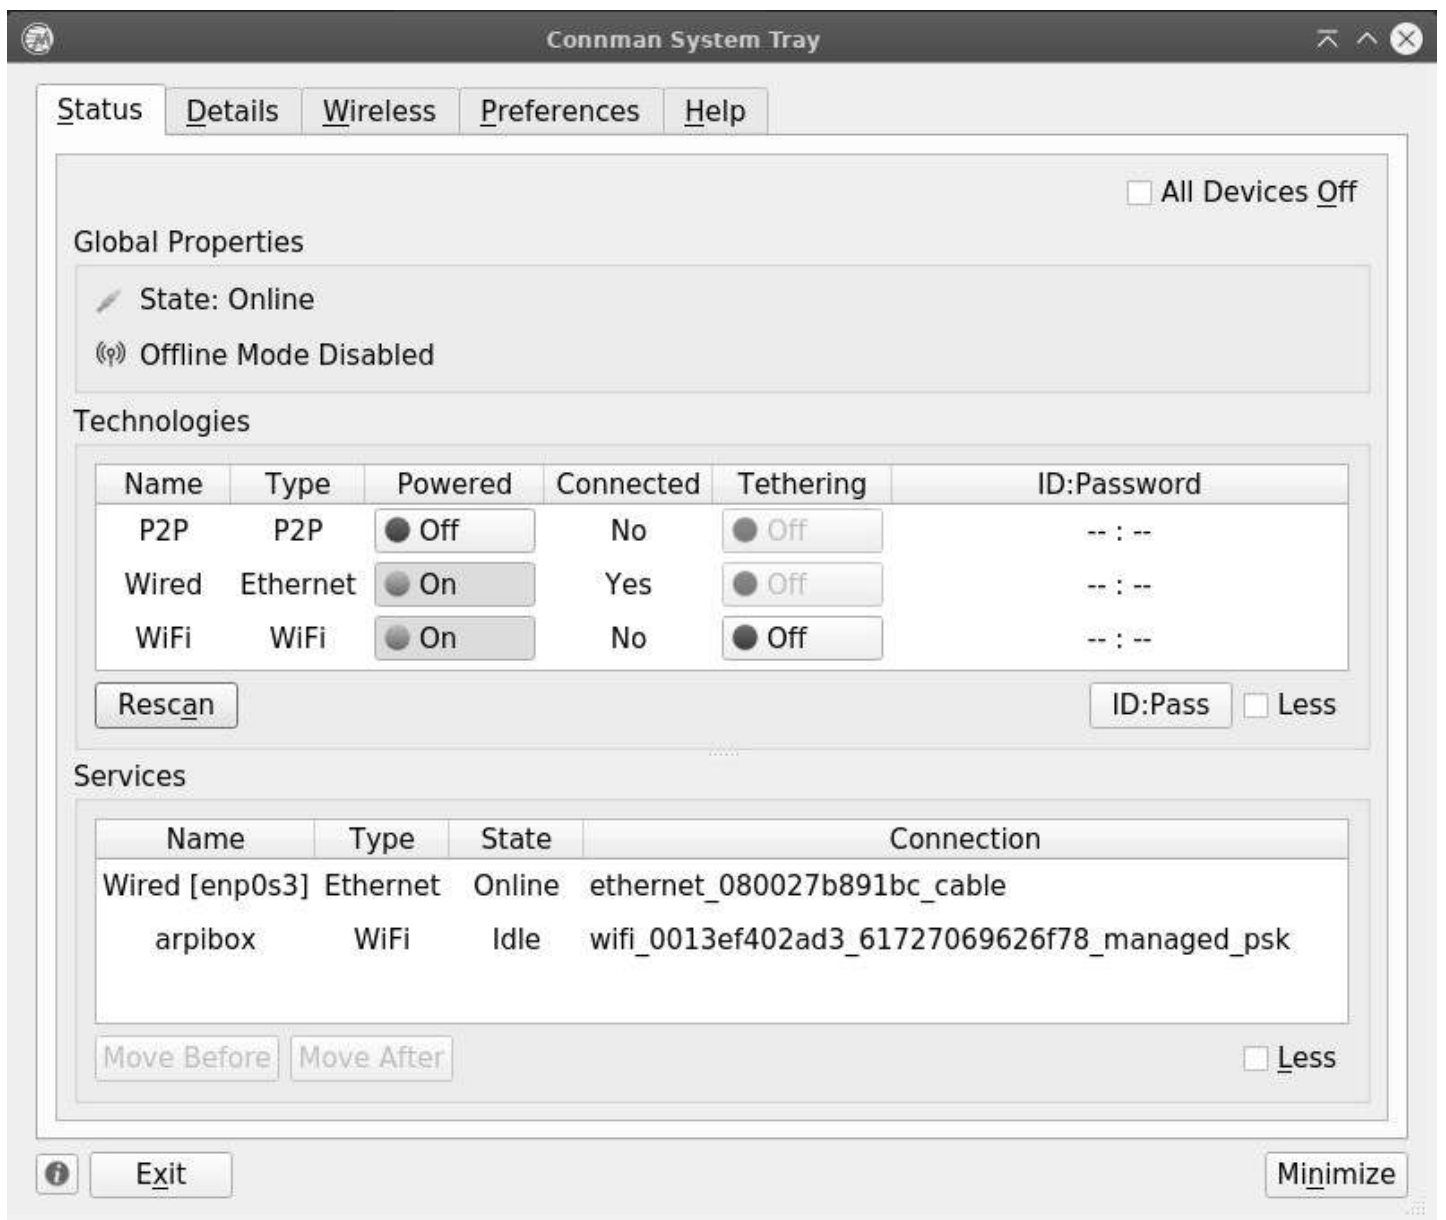 Connman System Tray
Status Details Wireless Preferences Help
All Devices Off
Global Properties
State: Online
Offline Mode Disabled
Technologies
Name Type Powered Connected Tethering ID:Password
P2P P2P Off No Off -- : --
Wired Ethernet On Yes Off -- : --
WiFi WiFi On No Off -- : --
Rescan ID:Pass Less
Services
Name Type State Connection
Wired [enp0s3] Ethernet Online ethernet_080027b891bc_cable
arpibox WiFi Idle wifi_0013ef402ad3_61727069626f78_managed_psk
Move Before Move After Less
Exit Minimize